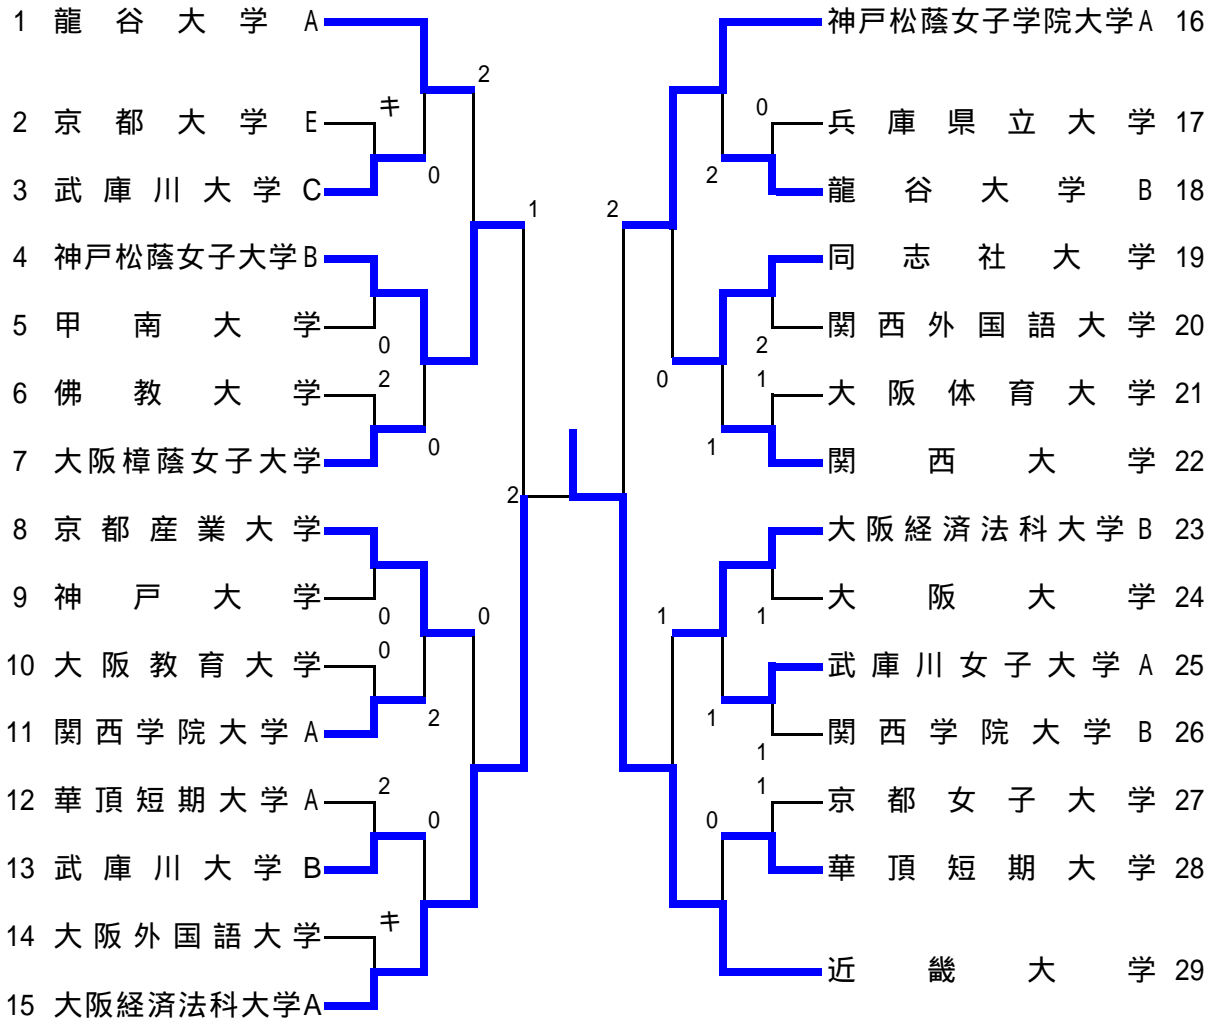 1 龍谷大学 A
2
キ
2 京都大学 E
3 武庫川大学 C
0
1
4 神戸松蔭女子大学 B
5 甲南大学
0
2
6 佛教大学
0
7 大阪樟蔭女子大学
2
8 京都産業大学
9 神戸大学
0
0
0
10 大阪教育大学
2
11 関西学院大学 A
2
12 華頂短期大学 A
0
13 武庫川大学 B
キ
14 大阪外国語大学
15 大阪経済法科大学A
神戸松蔭女子学院大学A 16
0
兵庫県立大学 17
2
龍谷大学 B 18
2
同志社大学 19
関西外国語大学 20
2
0
1
大阪体育大学 21
1
関西大学 22
大阪経済法科大学 B 23
大阪大学 24
1
1
武庫川女子大学 A 25
1
関西学院大学 B 26
1
1
京都女子大学 27
0
華頂短期大学 28
近畿大学 29